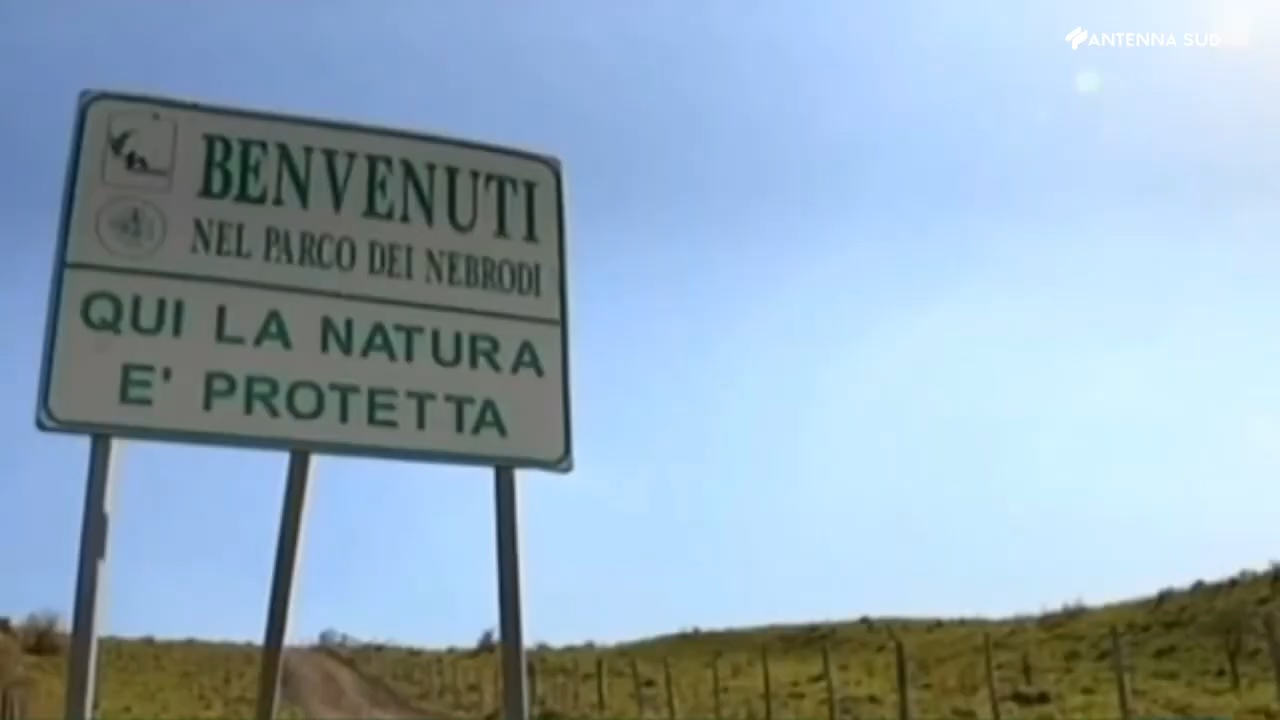 ANTENNA SUD
BENVENUTI
NEL PARCO DEI NEBRODI
QUI LA NATURA
E' PROTETTA